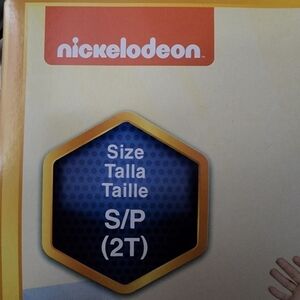 nickelodeon
Size
Talla
Taille
S/P
(2T)